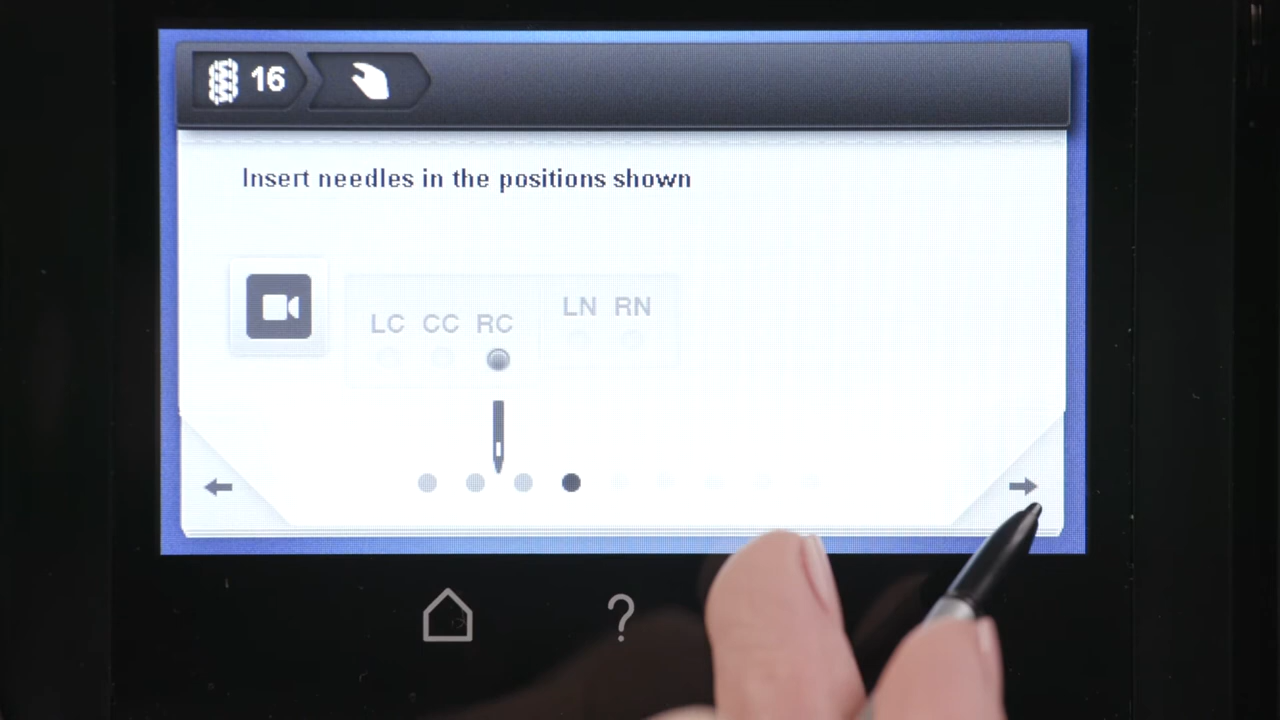 16
Insert needles in the positions shown
LN RN
LC CC RC
?